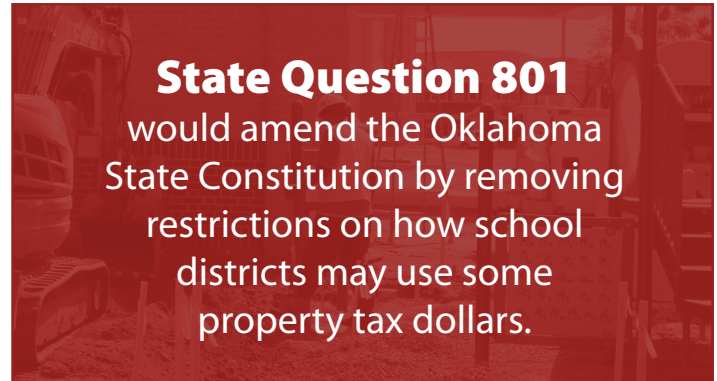 State Question 801
would amend the Oklahoma
State Constitution by removing
restrictions on how school
districts may use some
property tax dollars.